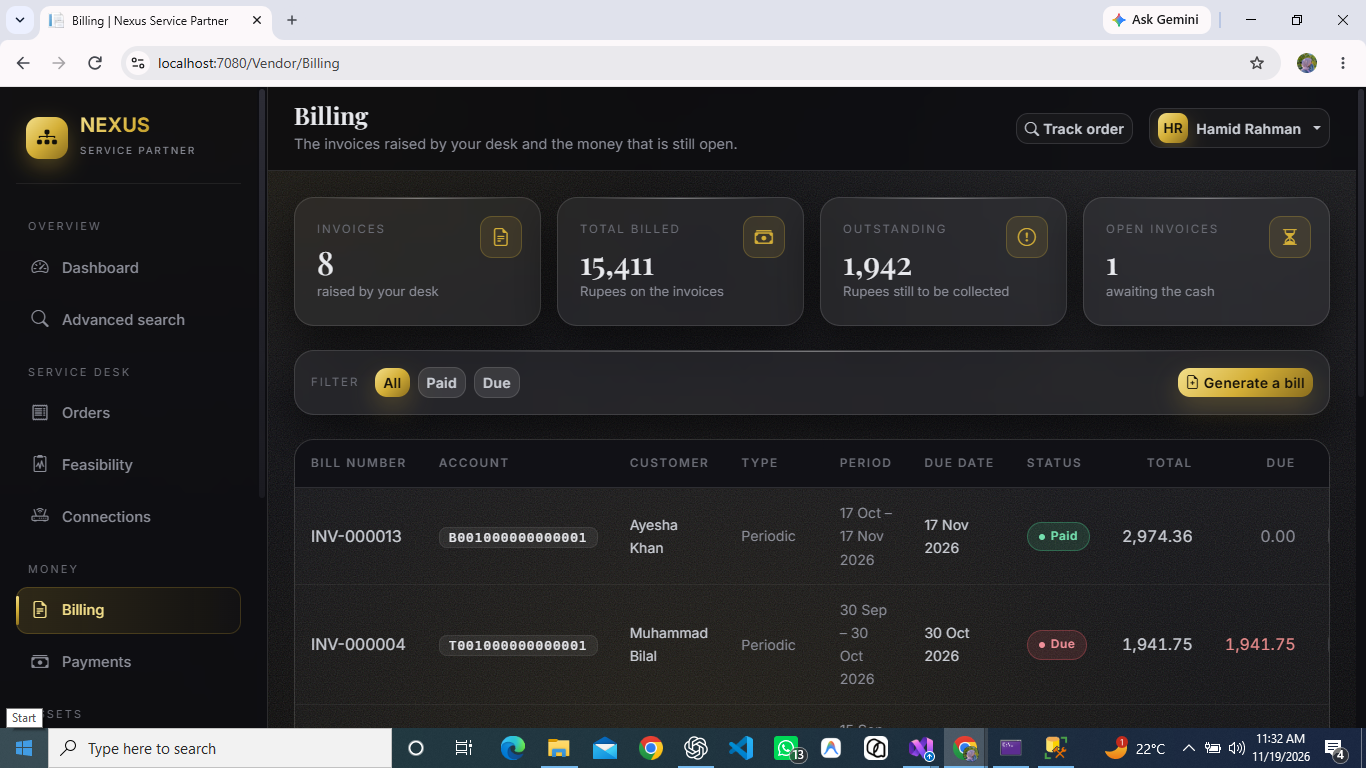 Billing | Nexus Service Partner
Ask Gemini
localhost:7080/Vendor/Billing
NEXUS
SERVICE PARTNER
OVERVIEW
Dashboard
Advanced search
SERVICE DESK
Orders
Feasibility
Connections
MONEY
Billing
Payments
SSETS
Start
Billing
The invoices raised by your desk and the money that is still open.
Track order
HR Hamid Rahman
INVOICES
8
raised by your desk
TOTAL BILLED
15,411
Rupees on the invoices
OUTSTANDING
1,942
Rupees still to be collected
OPEN INVOICES
1
awaiting the cash
FILTER All Paid Due
Generate a bill
BILL NUMBER ACCOUNT CUSTOMER TYPE PERIOD DUE DATE STATUS TOTAL DUE
INV-000013 B001000000000001 Ayesha Khan Periodic 17 Oct – 17 Nov 2026 17 Nov 2026 Paid 2,974.36 0.00
INV-000004 T001000000000001 Muhammad Bilal Periodic 30 Sep – 30 Oct 2026 30 Oct 2026 Due 1,941.75 1,941.75
Type here to search
13
1
22°C
11:32 AM
11/19/2026
4